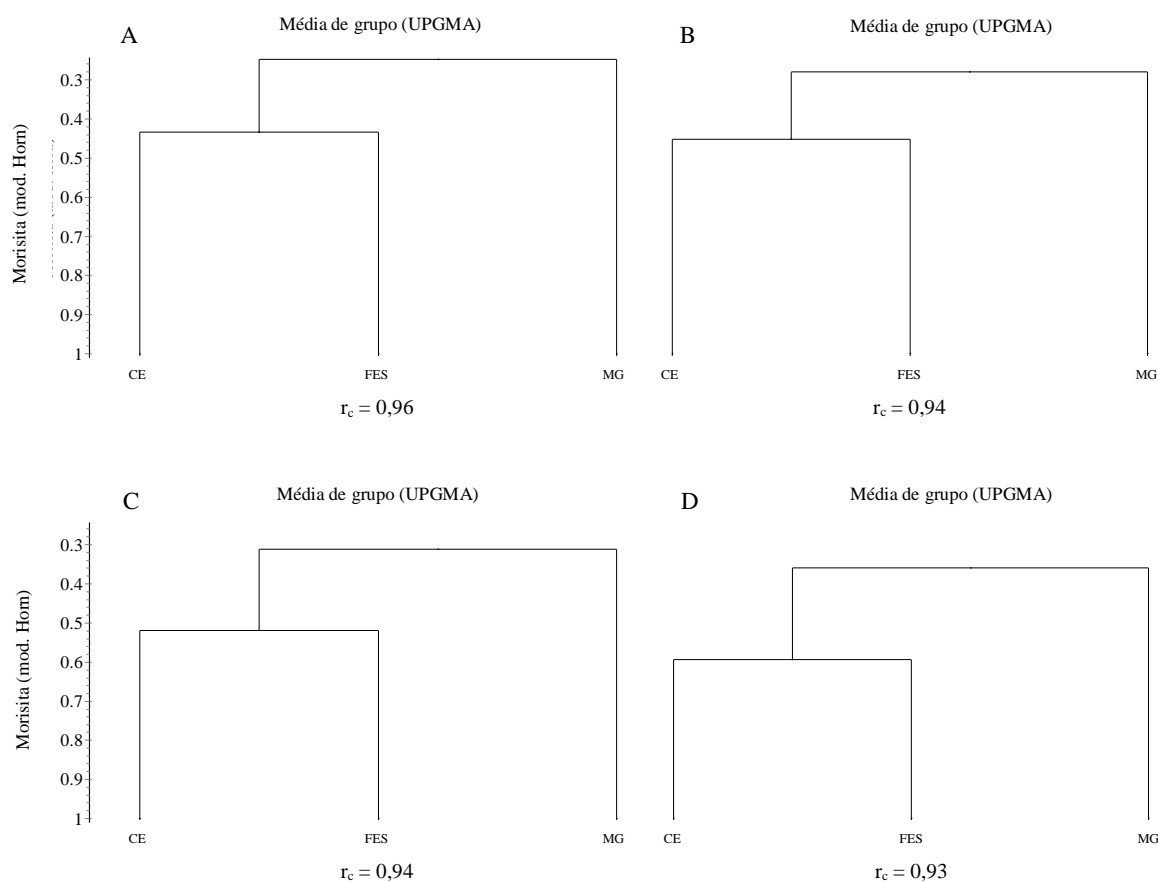 A
Média de grupo (UPGMA)
Morisita (mod. Horn)
0.3
0.4
0.5
0.6
0.7
0.8
0.9
1
CE
FES
MG
r_c = 0,96
B
Média de grupo (UPGMA)
CE
FES
MG
r_c = 0,94
C
Média de grupo (UPGMA)
Morisita (mod. Horn)
0.3
0.4
0.5
0.6
0.7
0.8
0.9
1
CE
FES
MG
r_c = 0,94
D
Média de grupo (UPGMA)
CE
FES
MG
r_c = 0,93